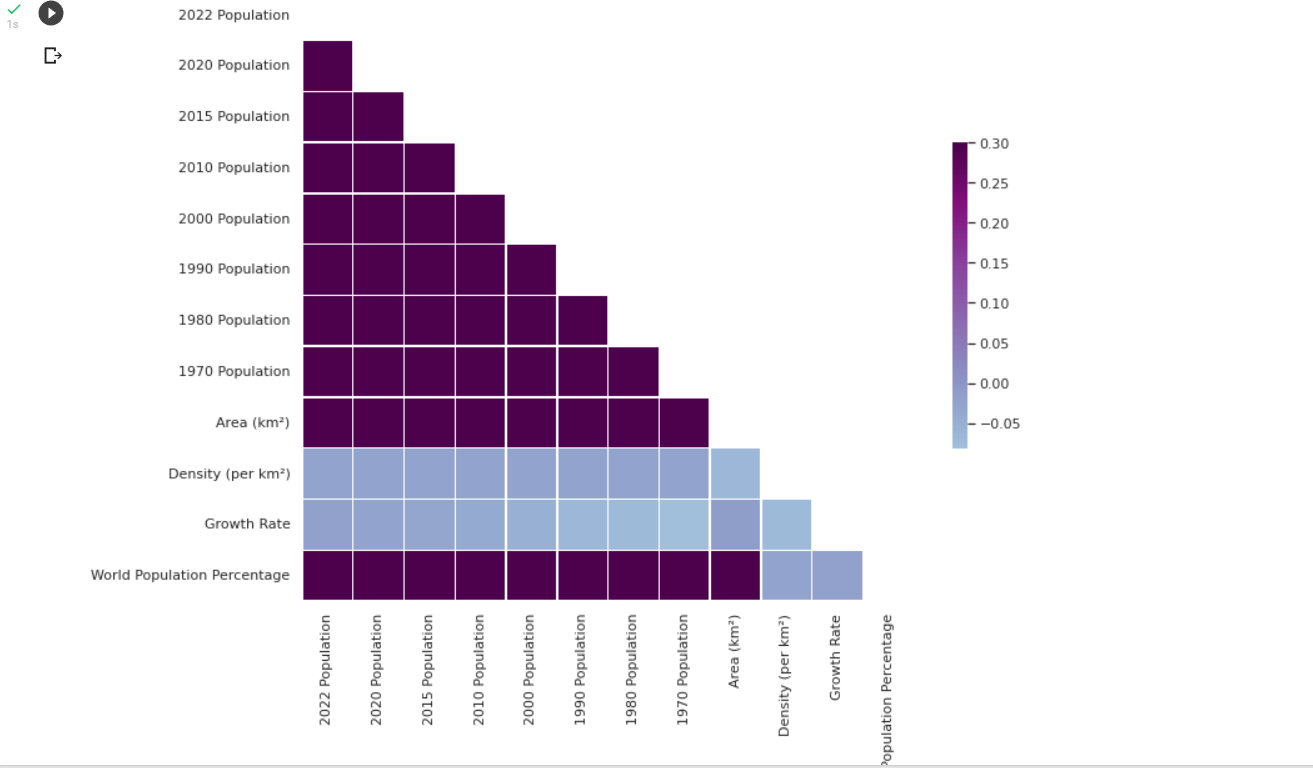 1s
2022 Population
2020 Population
2015 Population
2010 Population
2000 Population
1990 Population
1980 Population
1970 Population
Area (km²)
Density (per km²)
Growth Rate
World Population Percentage
0.30
0.25
0.20
0.15
0.10
0.05
0.00
−0.05
2022 Population
2020 Population
2015 Population
2010 Population
2000 Population
1990 Population
1980 Population
1970 Population
Area (km²)
Density (per km²)
Growth Rate
Population Percentage